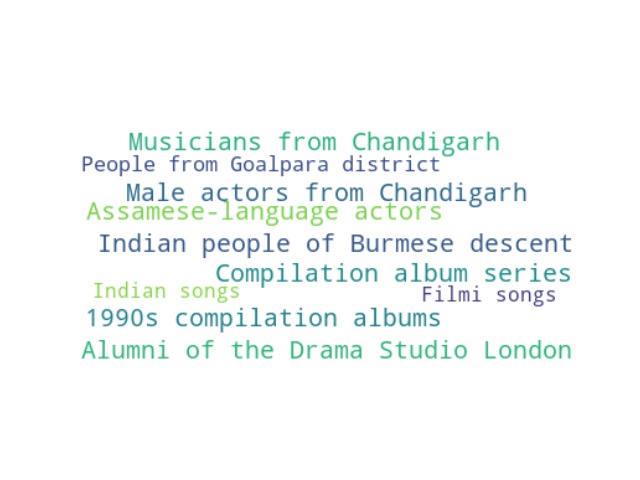 Musicians from Chandigarh
People from Goalpara district
Male actors from Chandigarh
Assamese-language actors
Indian people of Burmese descent
Compilation album series
Indian songs
Filmi songs
1990s compilation albums
Alumni of the Drama Studio London